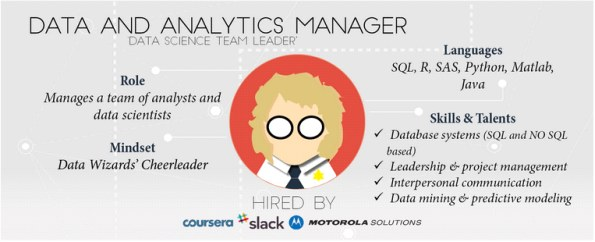 DATA AND ANALYTICS MANAGER
'DATA SCIENCE TEAM LEADER'
Role
Manages a team of analysts and
data scientists
Mindset
Data Wizards' Cheerleader
Languages
SQL, R, SAS, Python, Matlab,
Java
Skills & Talents
✓ Database systems (SQL and NO SQL
based)
✓ Leadership & project management
✓ Interpersonal communication
✓ Data mining & predictive modeling
HIRED BY
coursera slack MOTOROLA SOLUTIONS